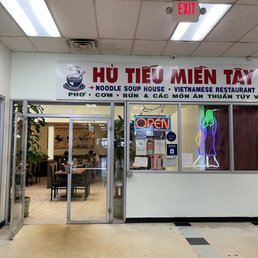 EXIT
HỦ TIẾU MIỀN TÂY
NOODLE SOUP HOUSE • VIETNAMESE RESTAURANT
PHỞ • CƠM • BÚN & CÁC MÓN ĂN THUẦN TÚY V
OPEN